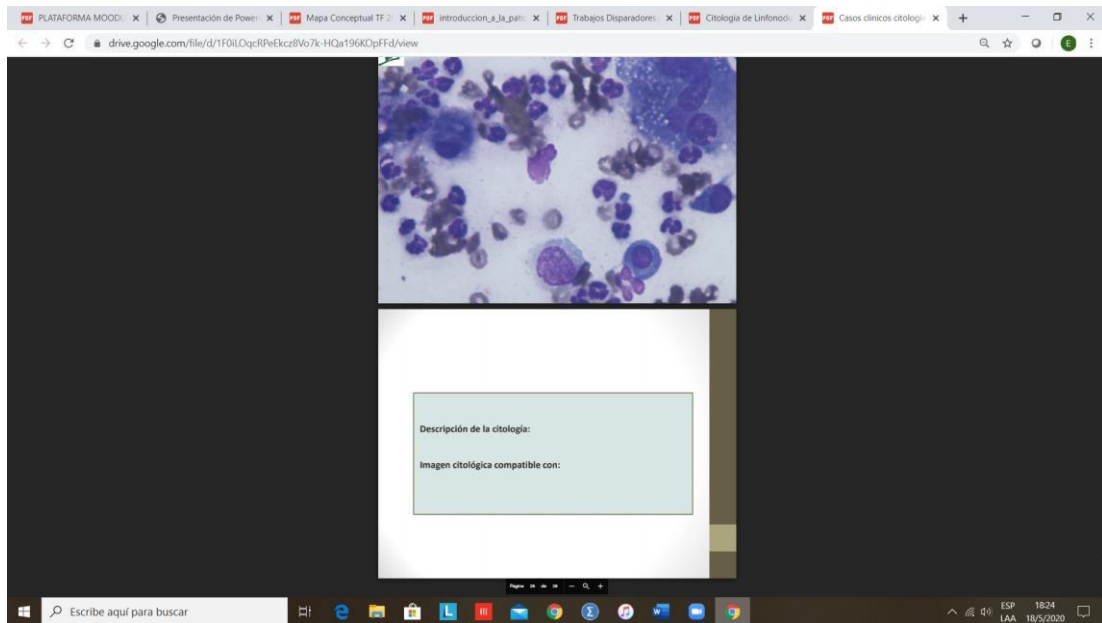 PLATAFORMA MOODL
Presentación de Power
Mapa Conceptual TF 2
introduccion_a_la_pato
Trabajos Disparadores
Citologia de Linfonodo
Casos clinicos citologia
drive.google.com/file/d/1F0iLOqcRPeEkcz8Vo7k-HQa196KOpFFd/view
E
Descripción de la citología:
Imagen citológica compatible con:
Escribe aquí para buscar
ESP
18:24
LAA
18/5/2020